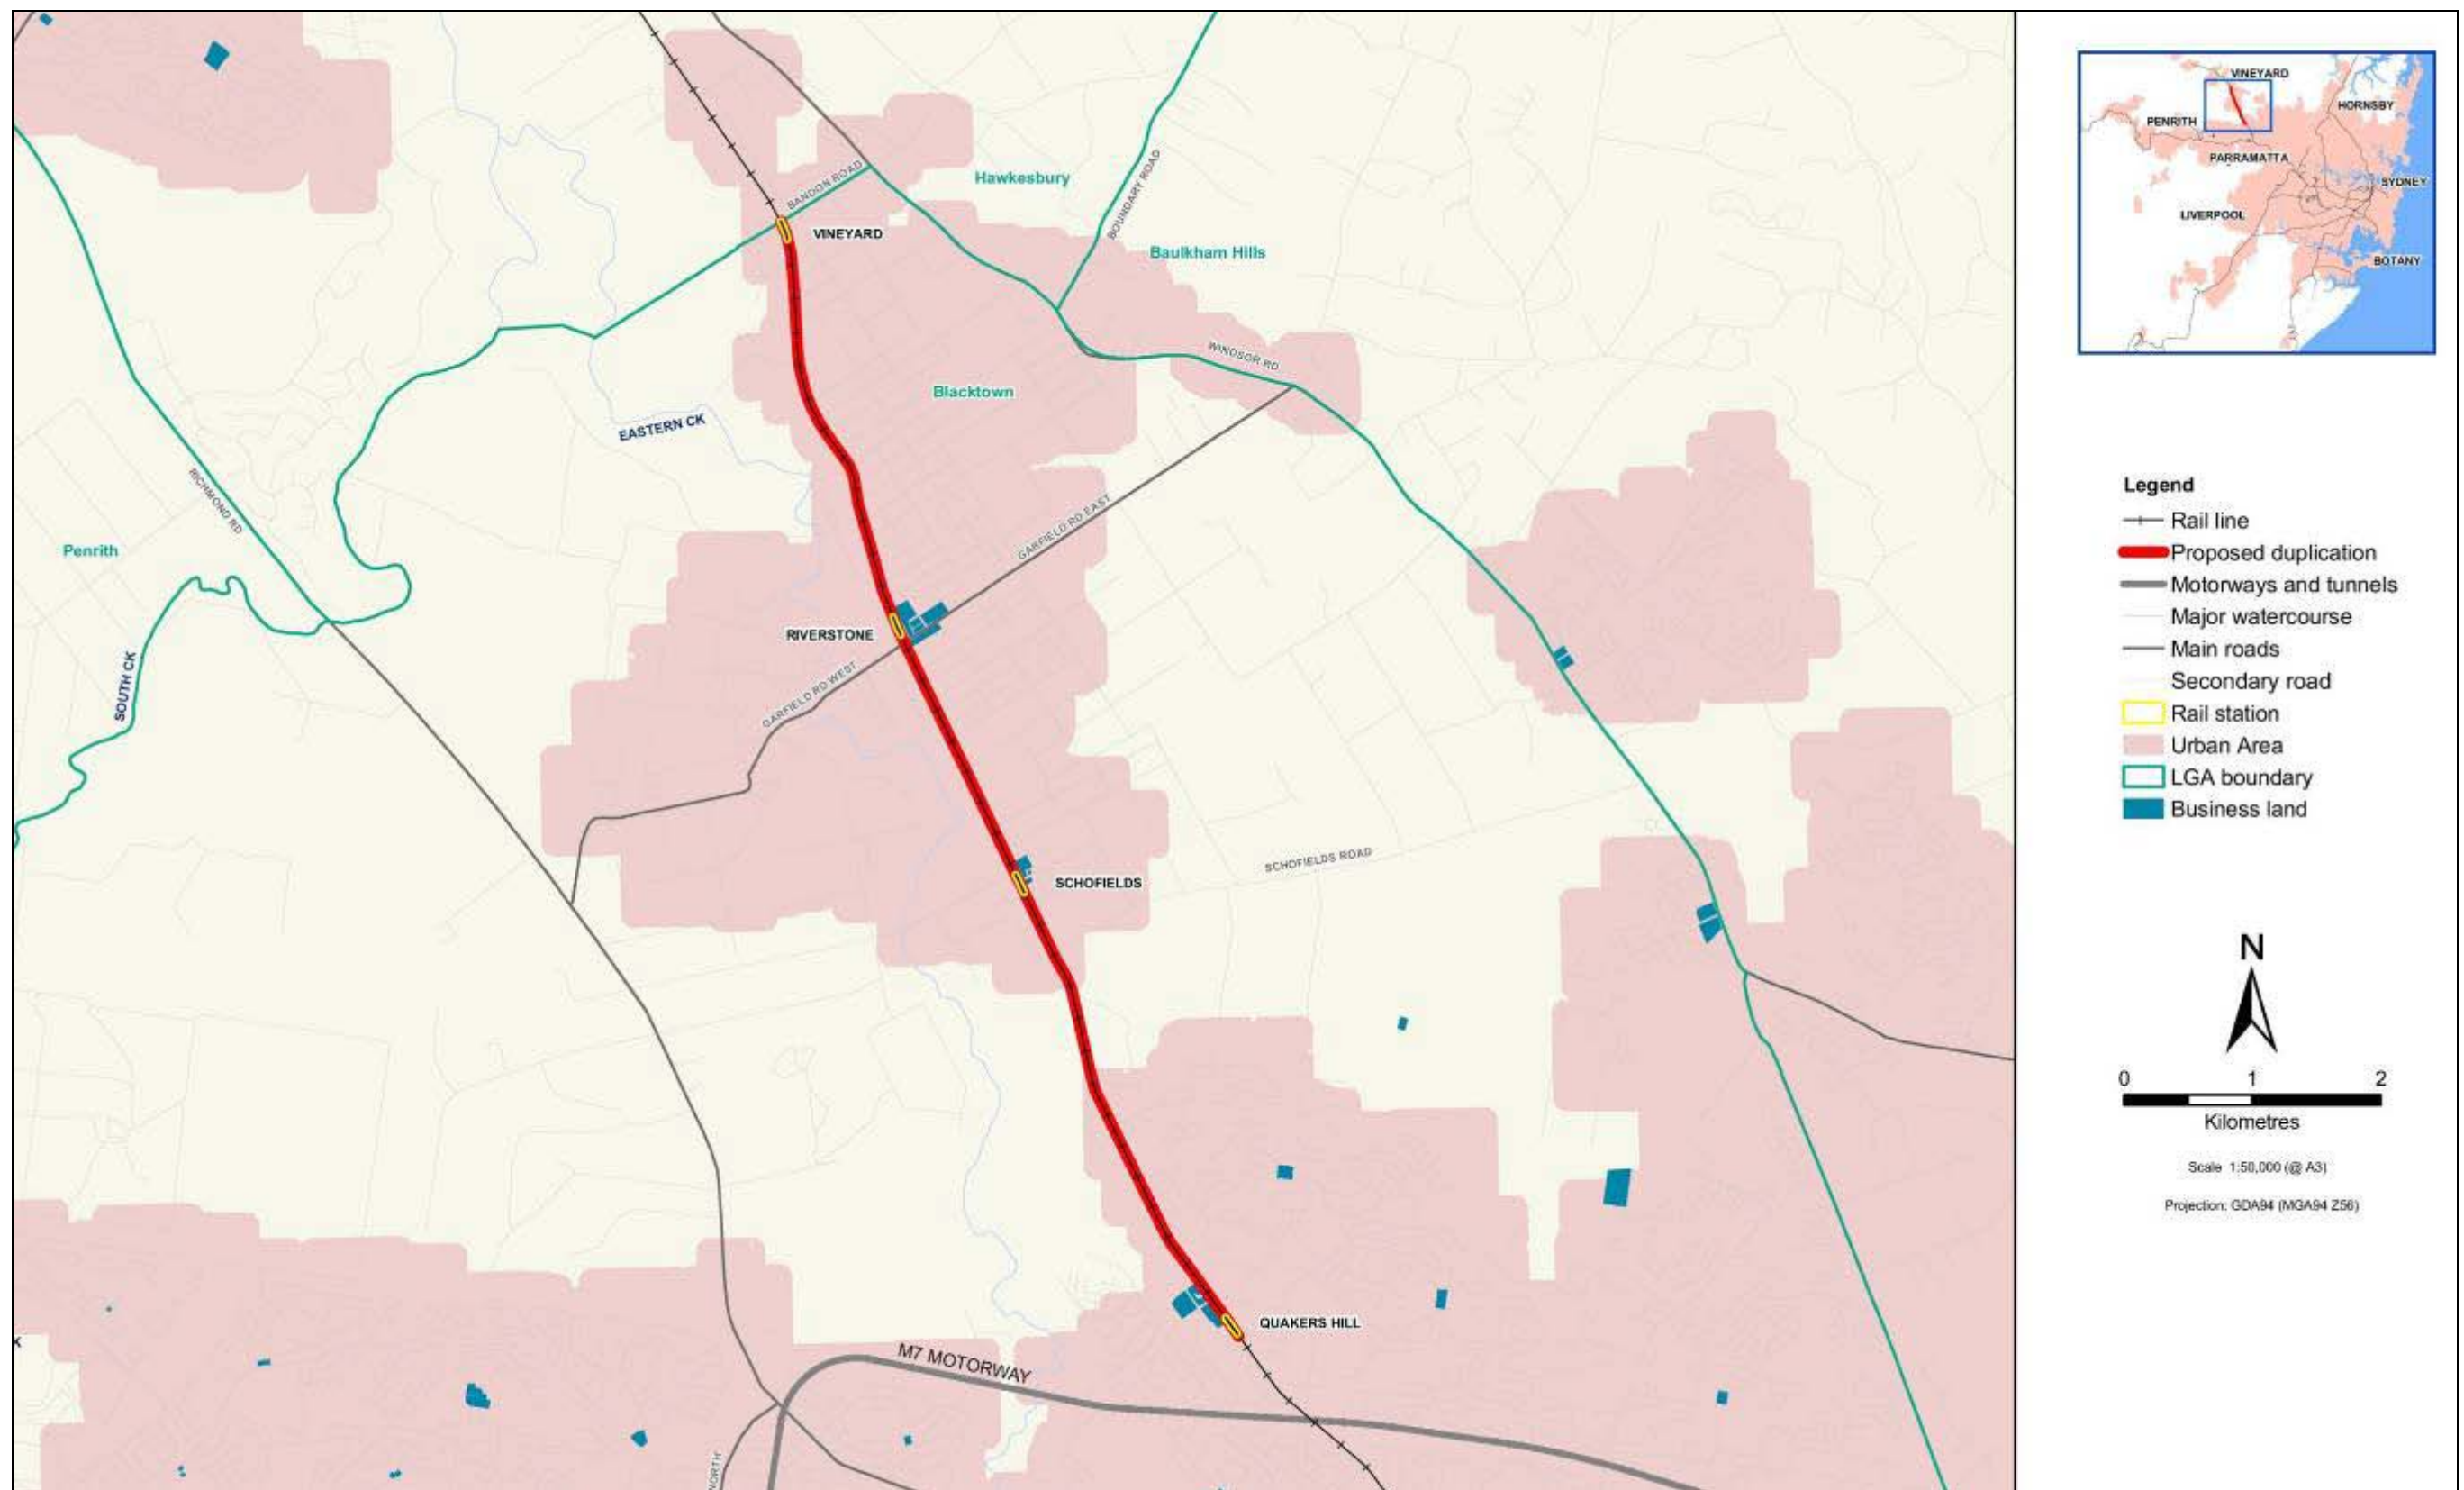 BANDON ROAD
Hawkesbury
BOUNDARY ROAD
VINEYARD
Baulkham Hills
WINDSOR RD
Blacktown
EASTERN CK
RICHMOND RD
GARFIELD RD EAST
Penrith
RIVERSTONE
SOUTH CK
GARFIELD RD WEST
SCHOFIELDS ROAD
SCHOFIELDS
QUAKERS HILL
M7 MOTORWAY
VINEYARD
HORNSBY
PENRITH
PARRAMATTA
SYDNEY
LIVERPOOL
BOTANY
Legend
Rail line
Proposed duplication
Motorways and tunnels
Major watercourse
Main roads
Secondary road
Rail station
Urban Area
LGA boundary
Business land
N
0 1 2
Kilometres
Scale 1:50,000 (@ A3)
Projection: GDA94 (MGA94 Z56)